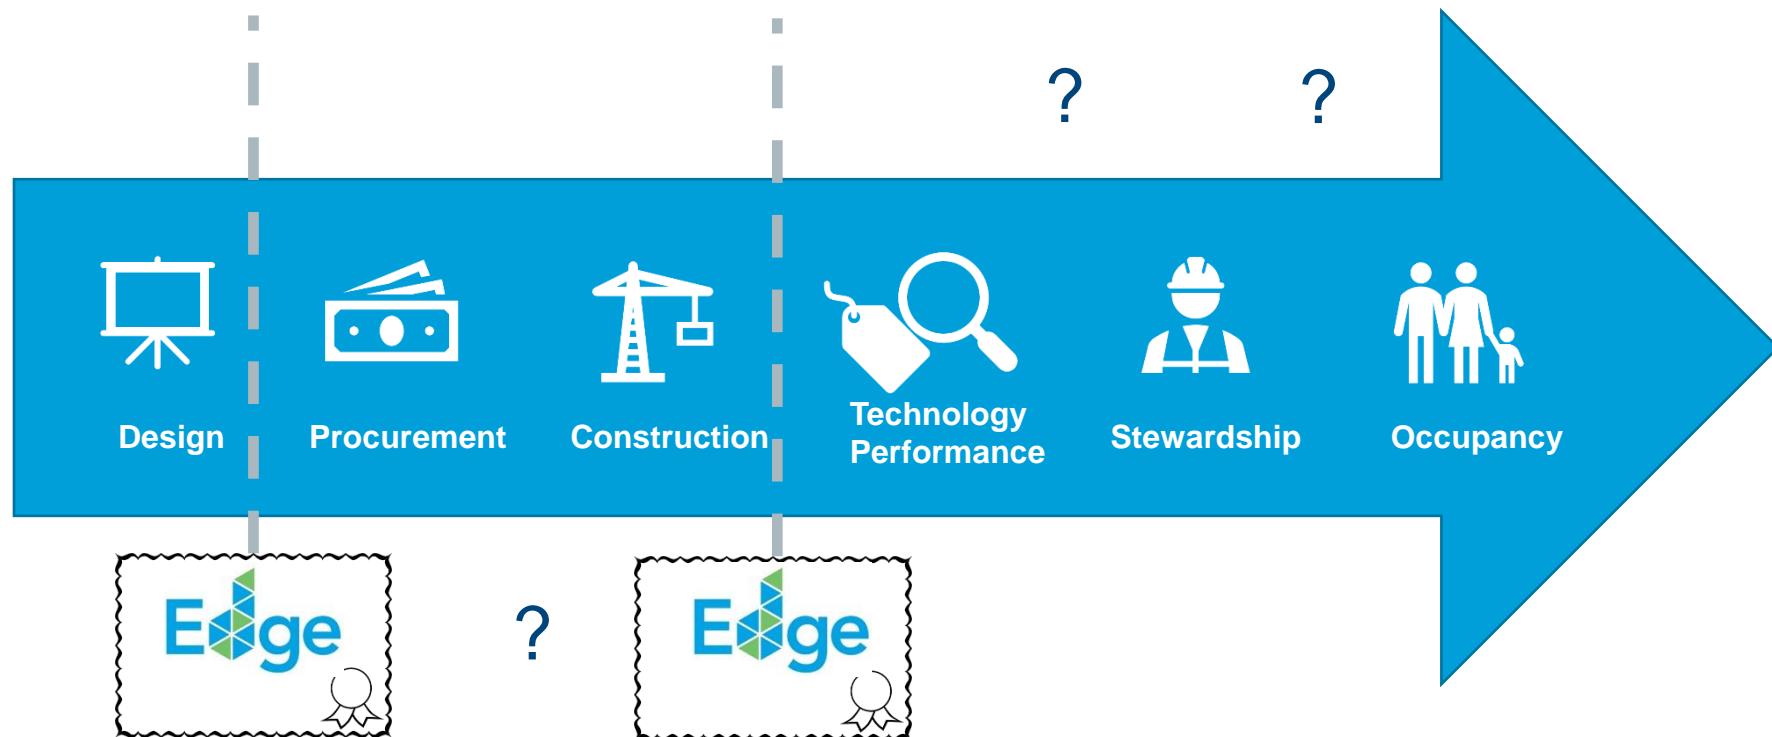 ? ?
Design Procurement Construction Technology Performance Stewardship Occupancy
Edge ? Edge